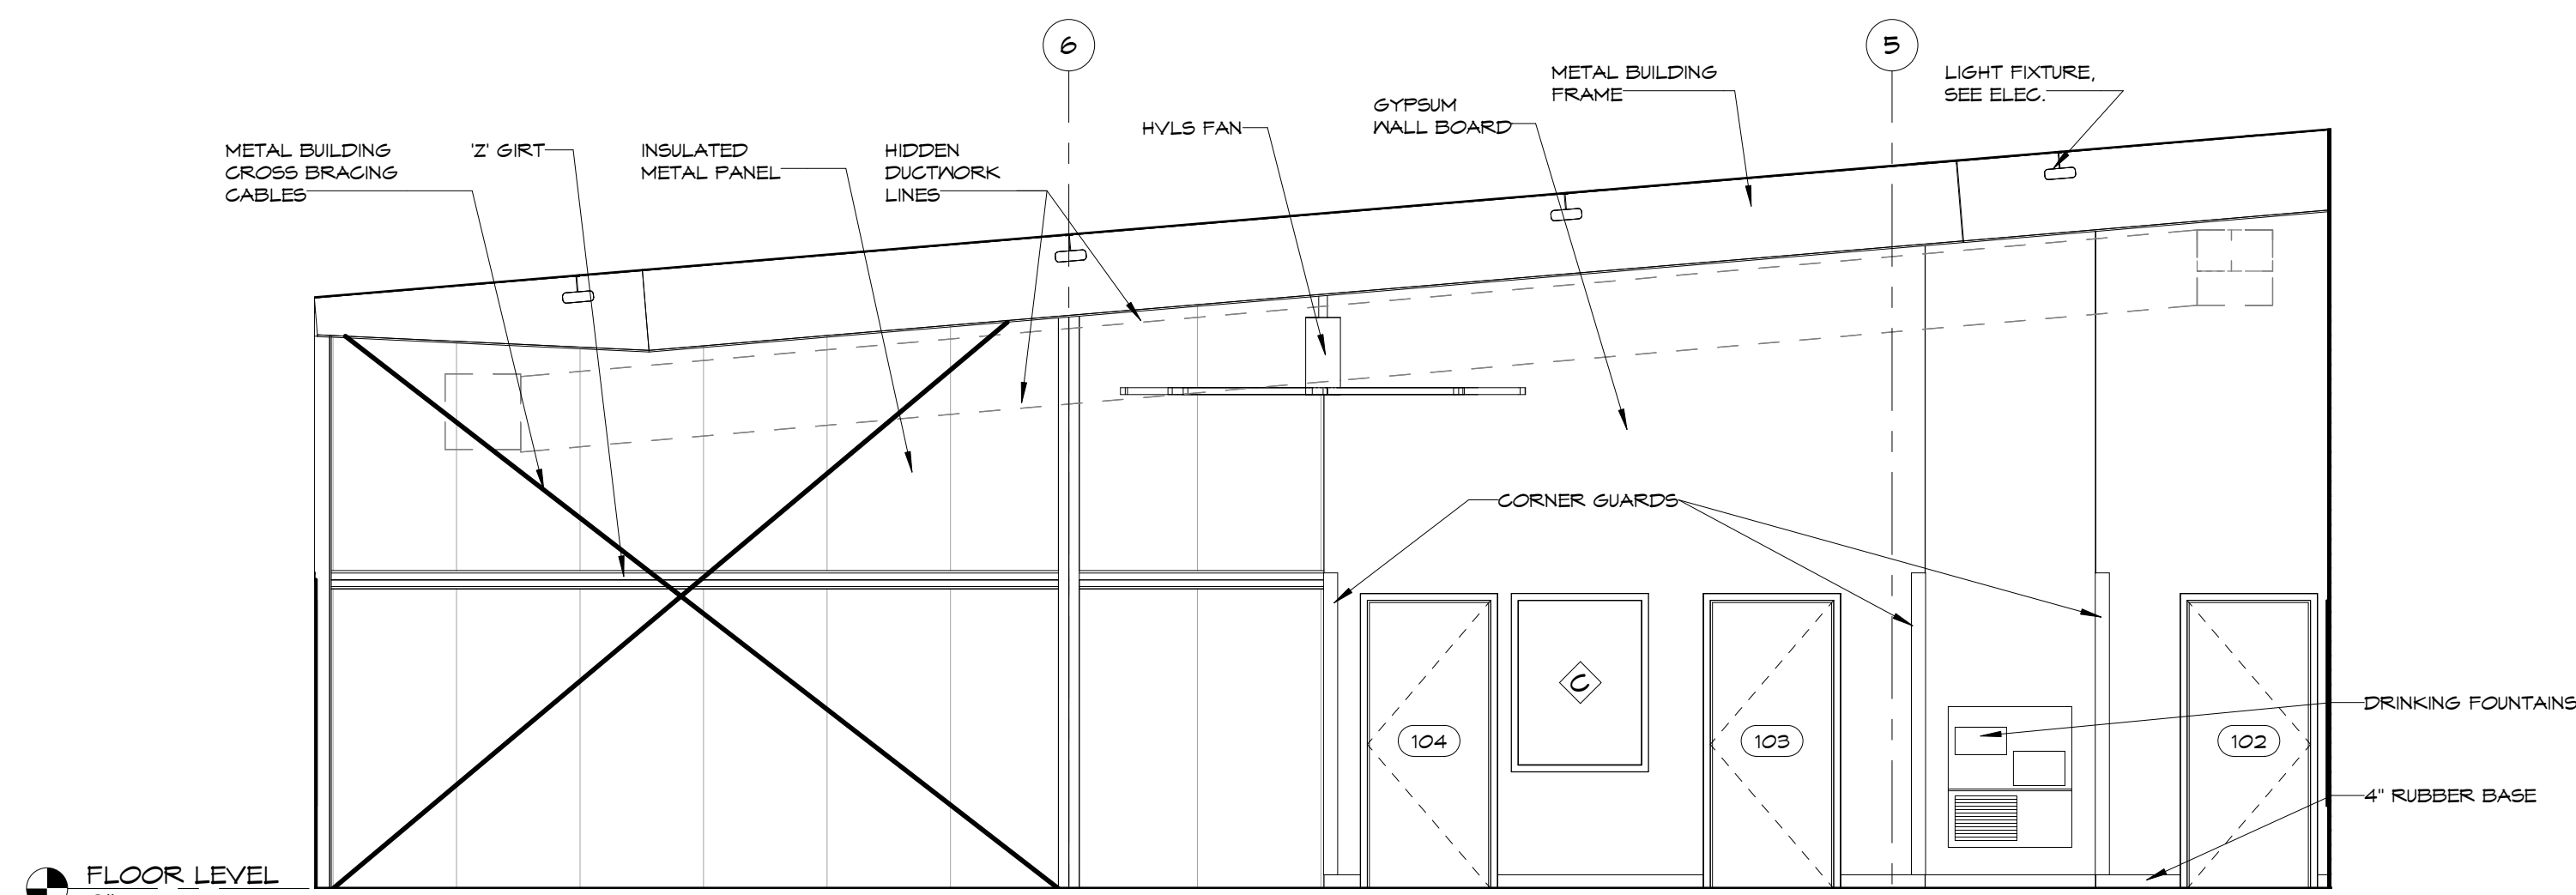 6
5
METAL BUILDING
FRAME
LIGHT FIXTURE,
SEE ELEC.
GYPSUM
WALL BOARD
HVLS FAN
METAL BUILDING
CROSS BRACING
CABLES
'Z' GIRT
INSULATED
METAL PANEL
HIDDEN
DUCTWORK
LINES
CORNER GUARDS
C
104
103
102
DRINKING FOUNTAINS
4" RUBBER BASE
FLOOR LEVEL